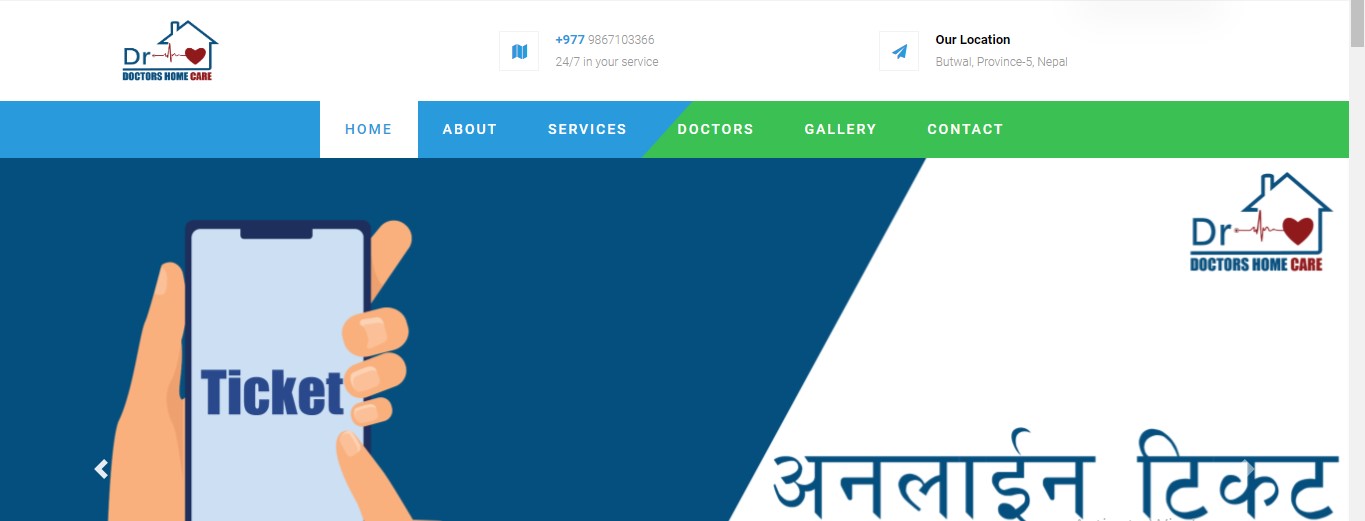 Dr
DOCTORS HOME CARE
+977 9867103366
24/7 in your service
Our Location
Butwal, Province-5, Nepal
HOME ABOUT SERVICES DOCTORS GALLERY CONTACT
Dr
DOCTORS HOME CARE
Ticket
अनलाईन टिकट